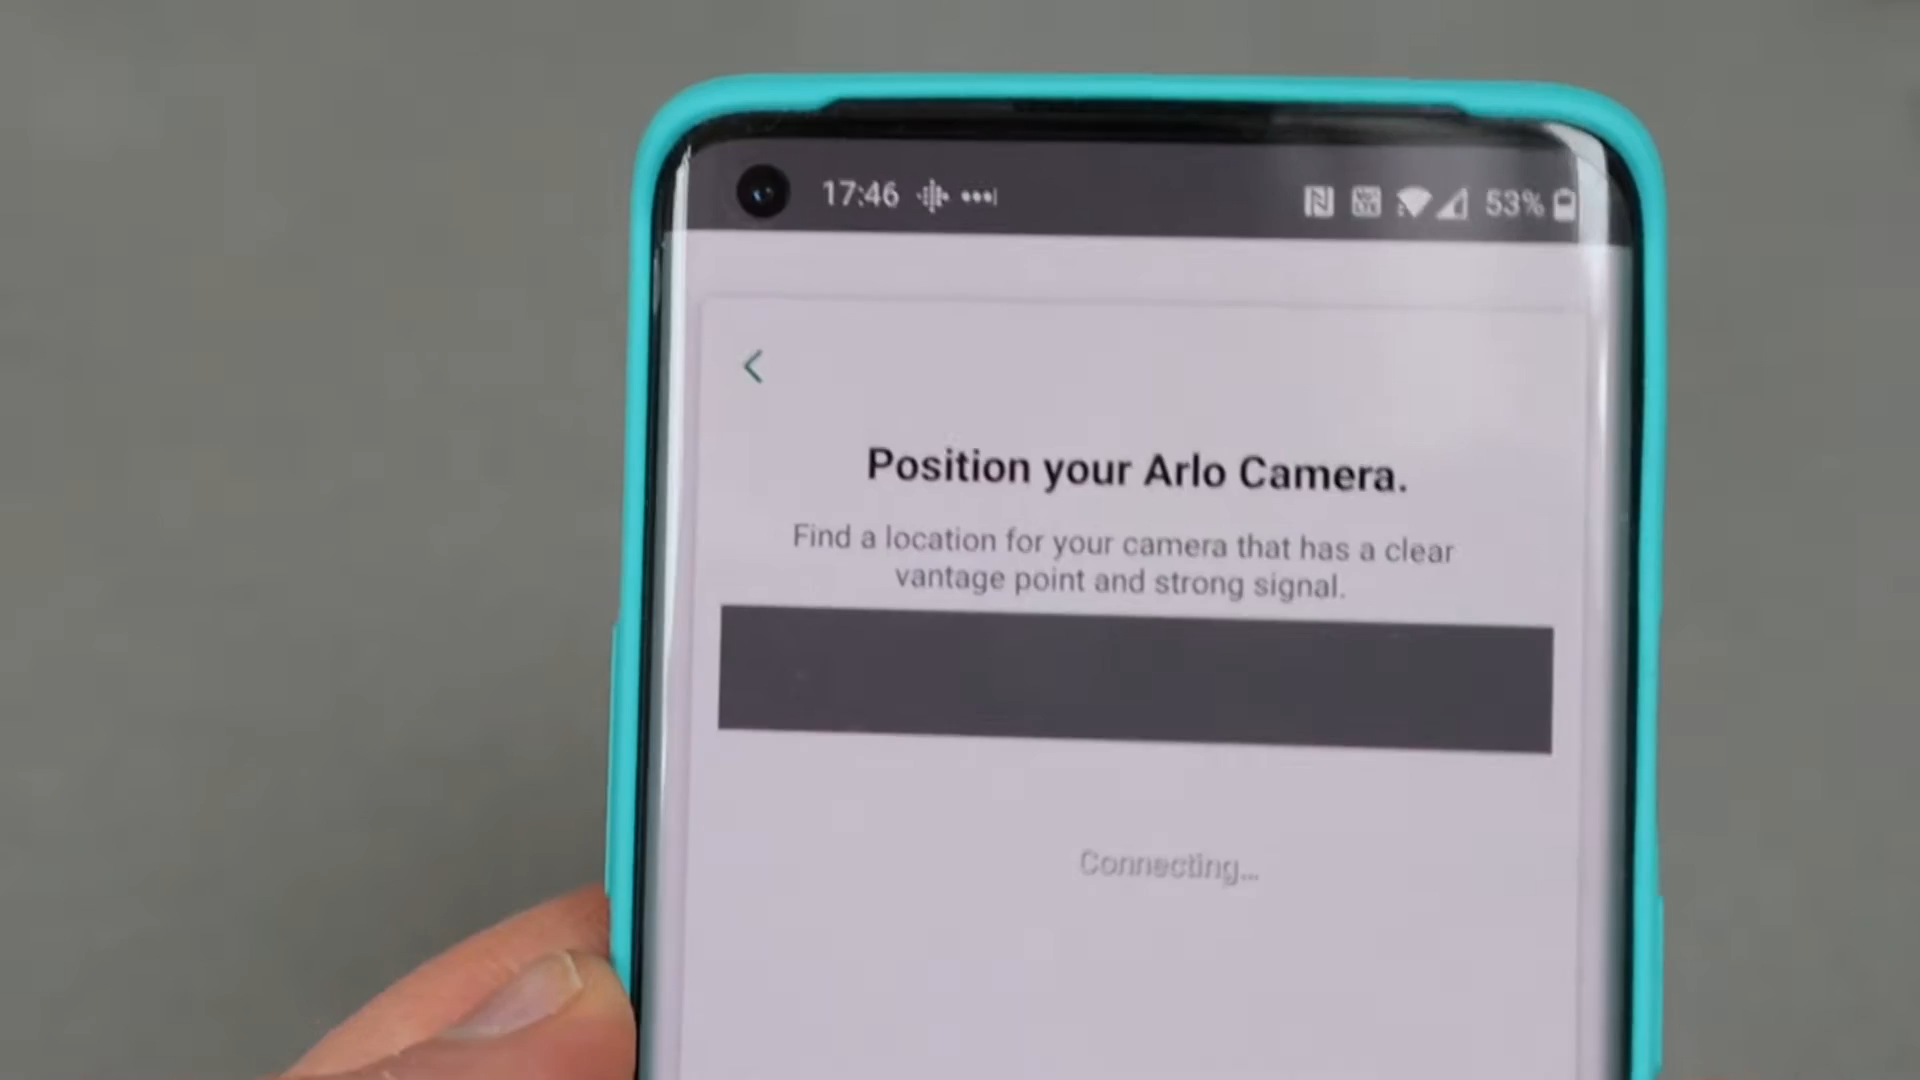 17:46 53%
Position your Arlo Camera.
Find a location for your camera that has a clear
vantage point and strong signal.
Connecting...